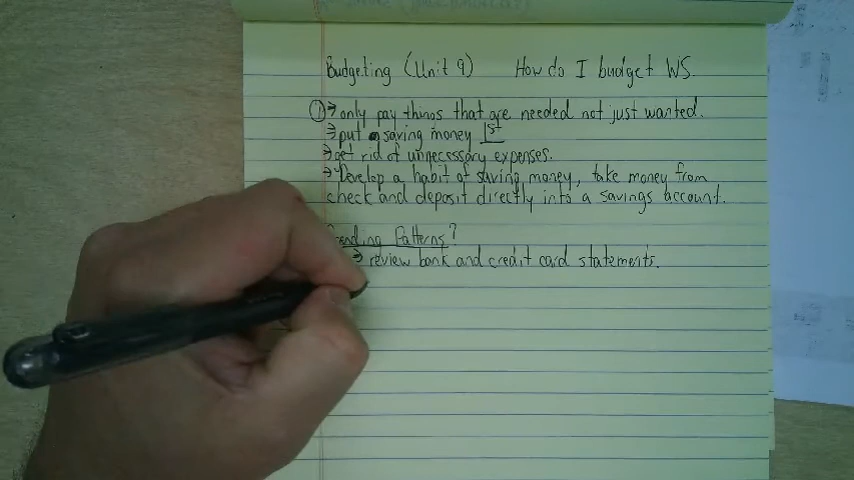 Budgeting (Unit 9) How do I budget WS.
① → only pay things that are needed not just wanted.
→ put saving money 1st
→ get rid of unnecessary expenses.
→ Develop a habit of saving money, take money from
check and deposit directly into a savings account.
Spending Patterns?
→ review bank and credit card statements.